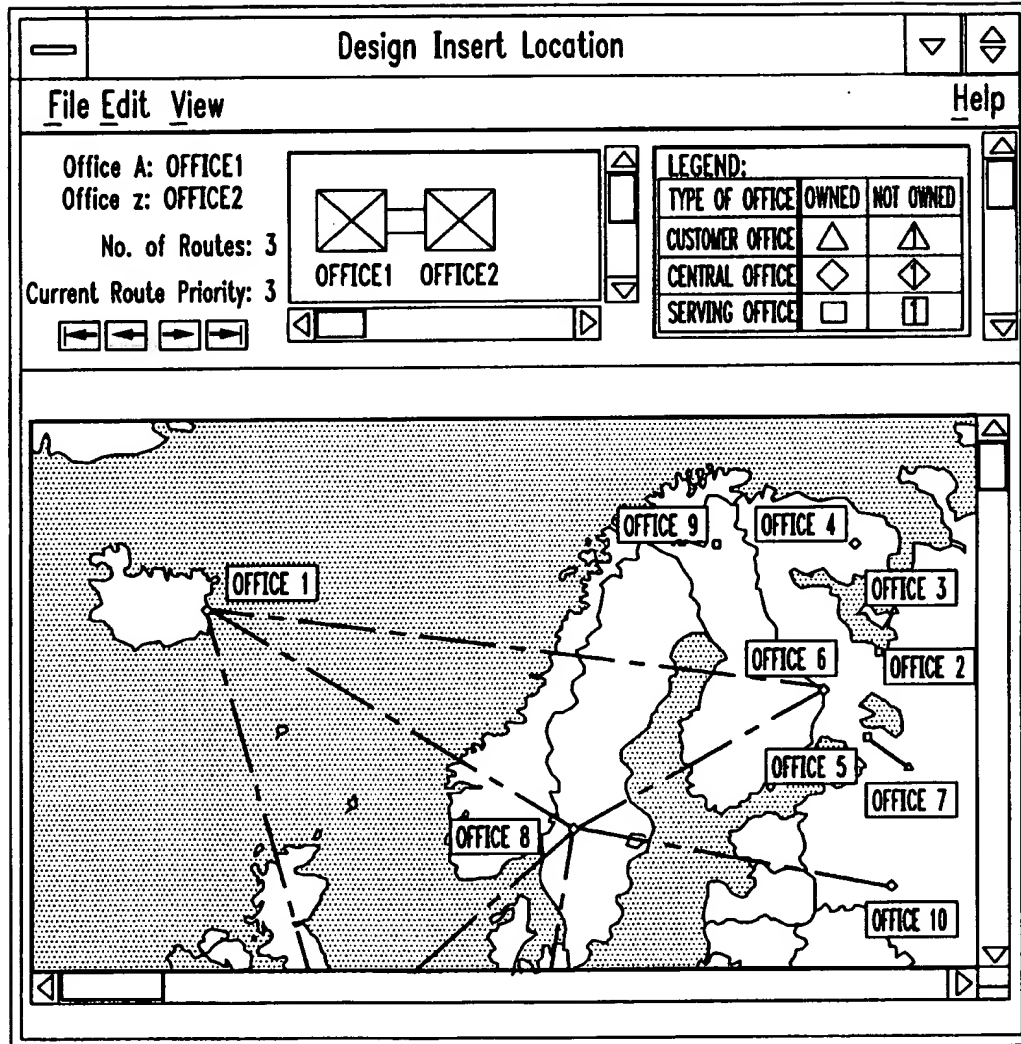 Design Insert Location
File Edit View Help
Office A: OFFICE1
Office z: OFFICE2
No. of Routes: 3
Current Route Priority: 3
OFFICE1 OFFICE2
LEGEND:
TYPE OF OFFICE OWNED NOT OWNED
CUSTOMER OFFICE
CENTRAL OFFICE
SERVING OFFICE
OFFICE 9
OFFICE 4
OFFICE 1
OFFICE 3
OFFICE 6
OFFICE 2
OFFICE 5
OFFICE 7
OFFICE 8
OFFICE 10